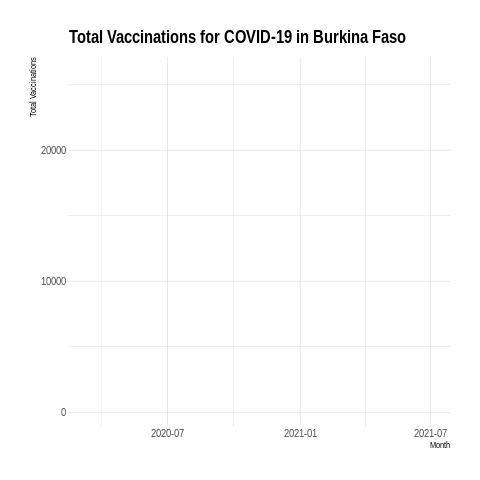 Total Vaccinations for COVID-19 in Burkina Faso
Total Vaccinations
20000
10000
0
2020-07 2021-01 2021-07
Month